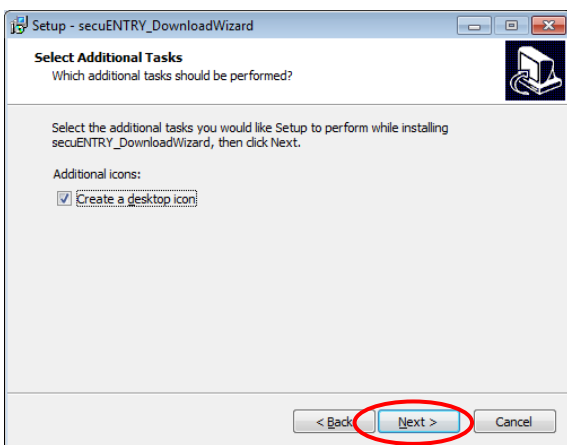 Setup - secuENTRY_DownloadWizard
Select Additional Tasks
Which additional tasks should be performed?
Select the additional tasks you would like Setup to perform while installing
secuENTRY_DownloadWizard, then click Next.
Additional icons:
Create a desktop icon
< Back
Next >
Cancel